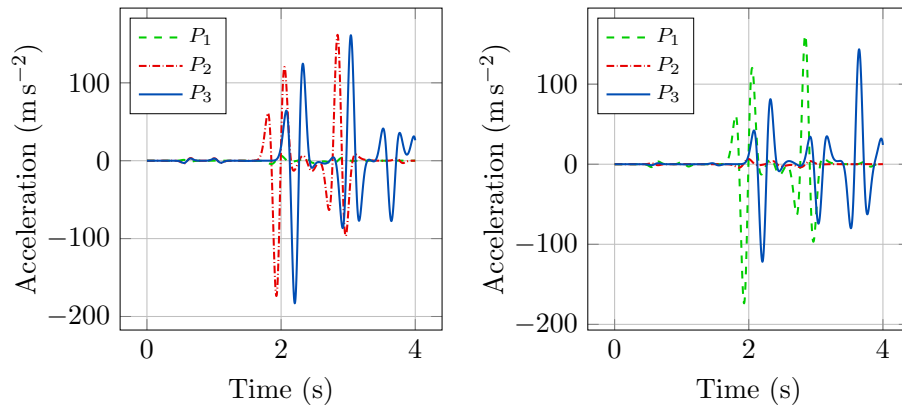 P₁
P₂
P₃
100
0
−100
−200
0
2
4
Time (s)
Acceleration (m s⁻²)
P₁
P₂
P₃
100
0
−100
−200
0
2
4
Time (s)
Acceleration (m s⁻²)